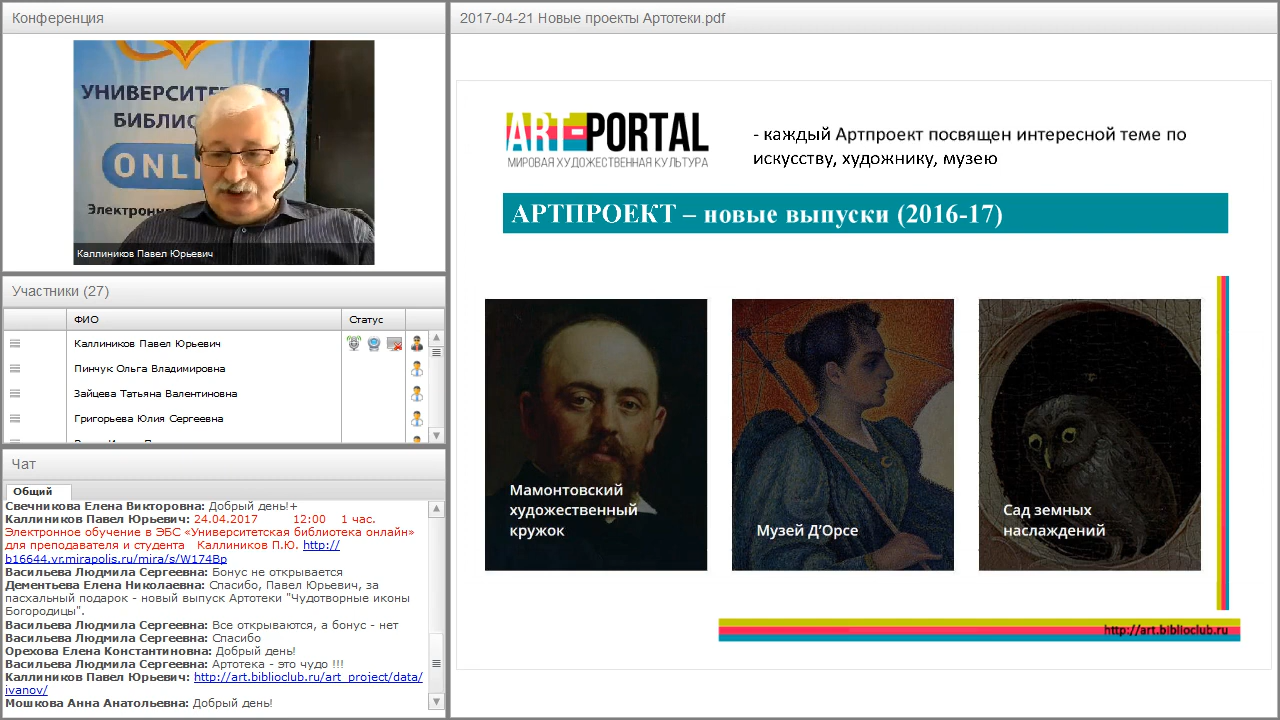 Конференция
УНИВЕРСИТЕТСКАЯ
ONL
Электронн
Каллиников Павел Юрьевич
Участники (27)
ФИО
Статус
Каллиников Павел Юрьевич
Пинчук Ольга Владимировна
Зайцева Татьяна Валентиновна
Григорьева Юлия Сергеевна
Чат
Общий
Свечникова Елена Викторовна: Добрый день!+
Каллиников Павел Юрьевич: 24.04.2017 12:00 1 час.
Электронное обучение в ЭБС «Университетская библиотека онлайн»
для преподавателя и студента Каллиников П.Ю. http://
b16644.vr.mirapolis.ru/mira/s/W174Bp
Васильева Людмила Сергеевна: Бонус не открывается
Дементьева Елена Николаевна: Спасибо, Павел Юрьевич, за
пасхальный подарок - новый выпуск Артотеки "Чудотворные иконы
Богородицы".
Васильева Людмила Сергеевна: Все открываются, а бонус - нет
Васильева Людмила Сергеевна: Спасибо
Орехова Елена Константиновна: Добрый день!
Васильева Людмила Сергеевна: Артотека - это чудо !!!
Каллиников Павел Юрьевич: http://art.biblioclub.ru/art_project/data/
ivanov/
Мошкова Анна Анатольевна: Добрый день!
2017-04-21 Новые проекты Артотеки.pdf
ART-PORTAL
МИРОВАЯ ХУДОЖЕСТВЕННАЯ КУЛЬТУРА
- каждый Артпроект посвящен интересной теме по
искусству, художнику, музею
АРТПРОЕКТ – новые выпуски (2016-17)
Мамонтовский
художественный
кружок
Музей Д’Орсе
Сад земных
наслаждений
http://art.biblioclub.ru